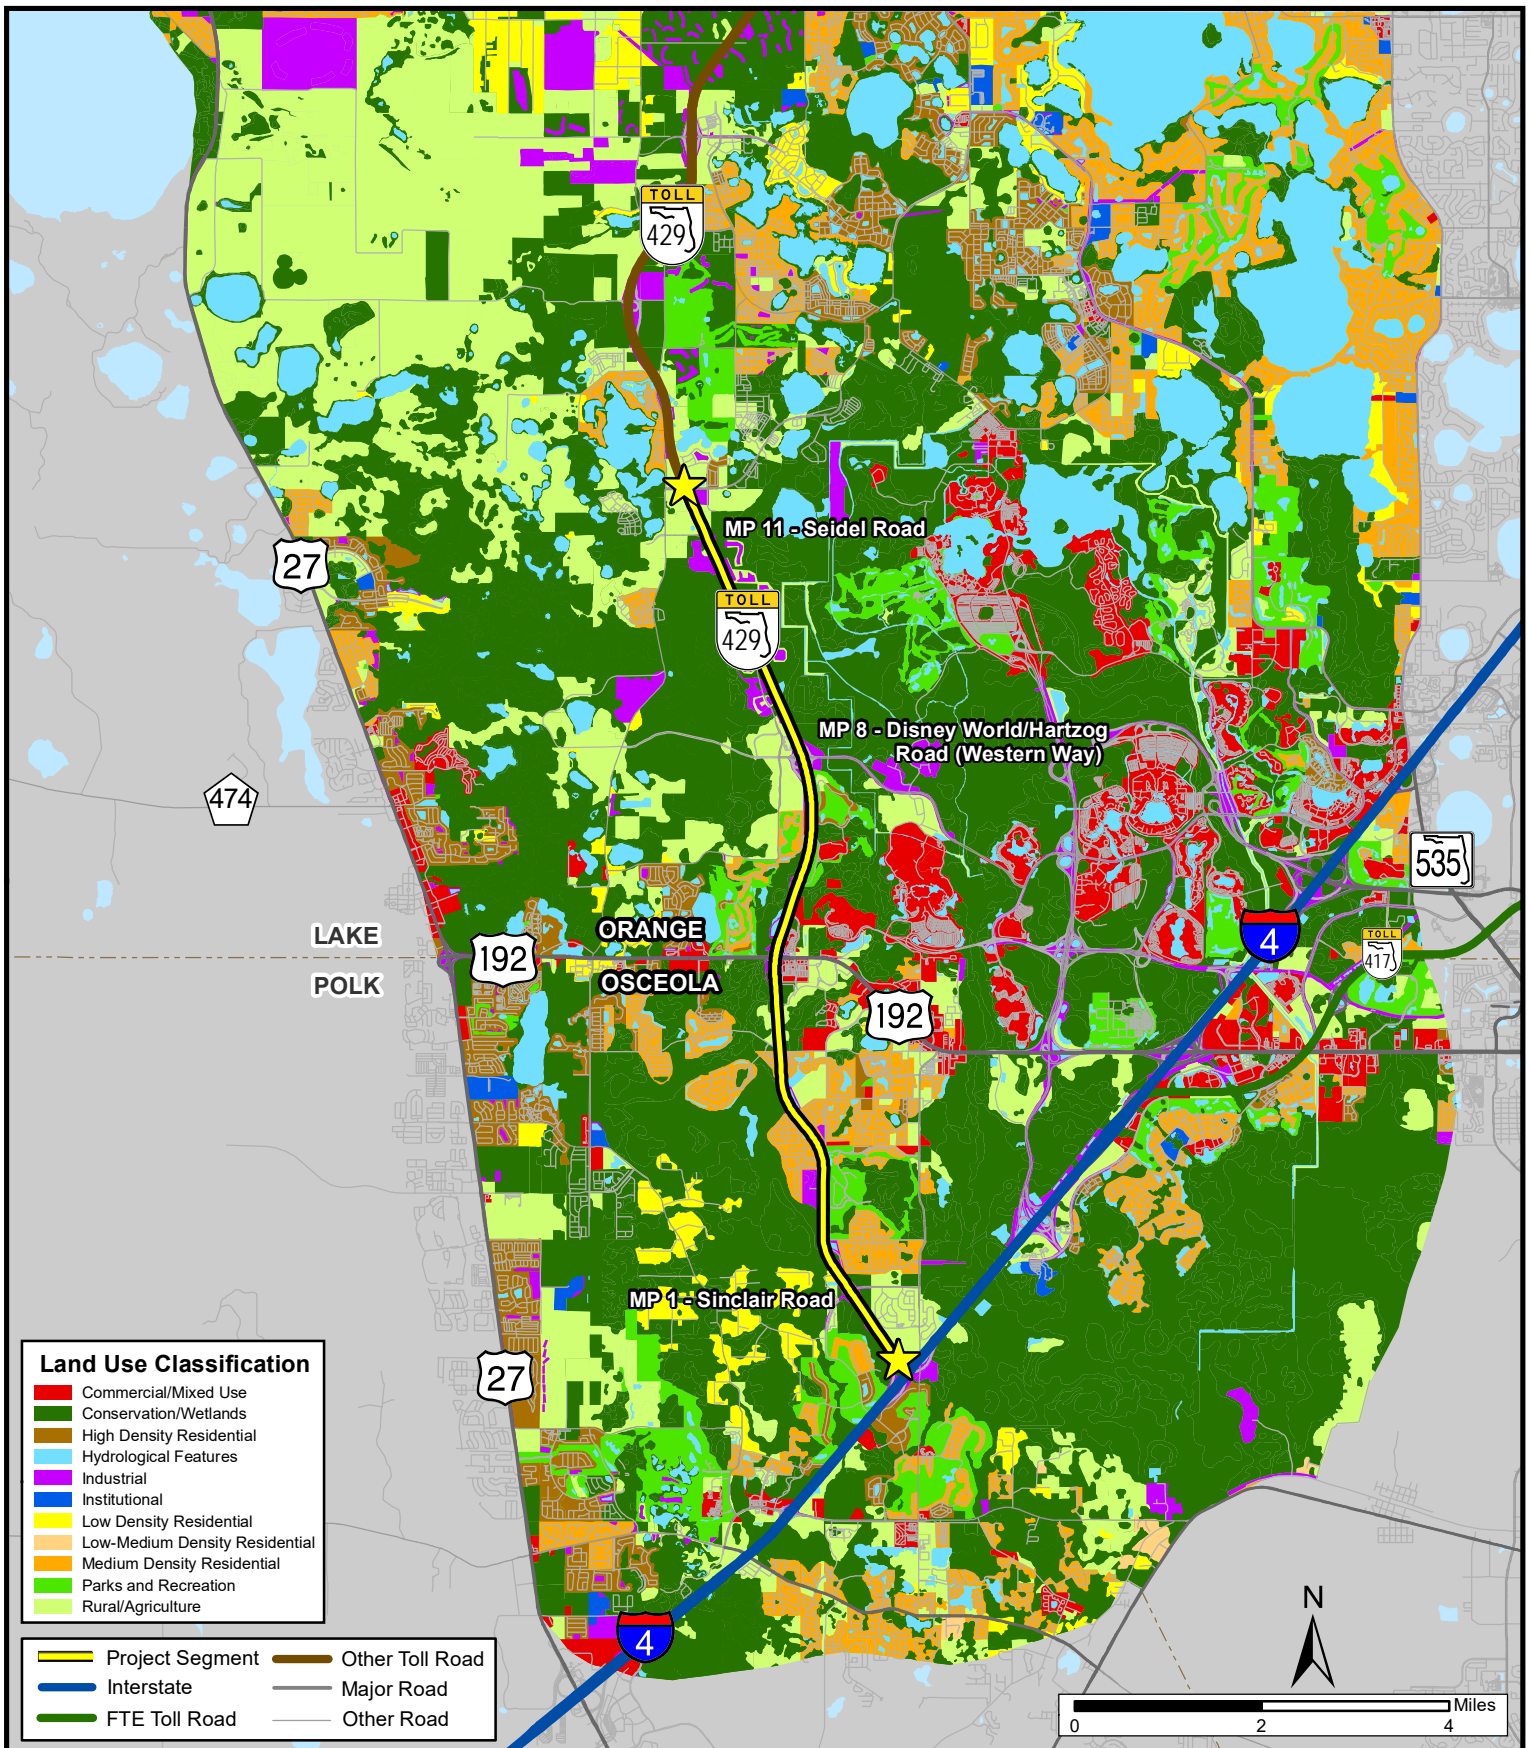 TOLL
429
MP 11 - Seidel Road
27
TOLL
429
MP 8 - Disney World/Hartzog
Road (Western Way)
474
535
LAKE
ORANGE
192
4
TOLL
417
POLK
OSCEOLA
192
MP 1 - Sinclair Road
27
4
Land Use Classification
Commercial/Mixed Use
Conservation/Wetlands
High Density Residential
Hydrological Features
Industrial
Institutional
Low Density Residential
Low-Medium Density Residential
Medium Density Residential
Parks and Recreation
Rural/Agriculture
Project Segment
Other Toll Road
Interstate
Major Road
FTE Toll Road
Other Road
N
Miles
0 2 4